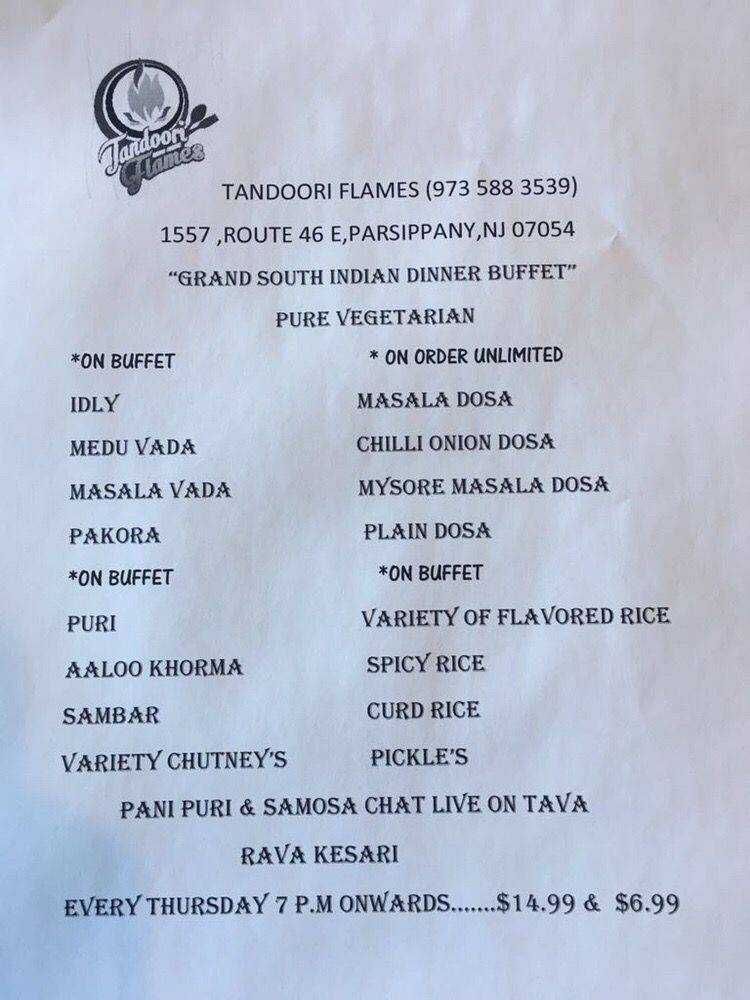 Tandoori
Flames
TANDOORI FLAMES (973 588 3539)
1557 ,ROUTE 46 E,PARSIPPANY,NJ 07054
“GRAND SOUTH INDIAN DINNER BUFFET”
PURE VEGETARIAN
*ON BUFFET
IDLY
MEDU VADA
MASALA VADA
PAKORA
* ON ORDER UNLIMITED
MASALA DOSA
CHILLI ONION DOSA
MYSORE MASALA DOSA
PLAIN DOSA
*ON BUFFET
PURI
AALOO KHORMA
SAMBAR
VARIETY CHUTNEY’S
*ON BUFFET
VARIETY OF FLAVORED RICE
SPICY RICE
CURD RICE
PICKLE’S
PANI PURI & SAMOSA CHAT LIVE ON TAVA
RAVA KESARI
EVERY THURSDAY 7 P.M ONWARDS.......$14.99 & $6.99